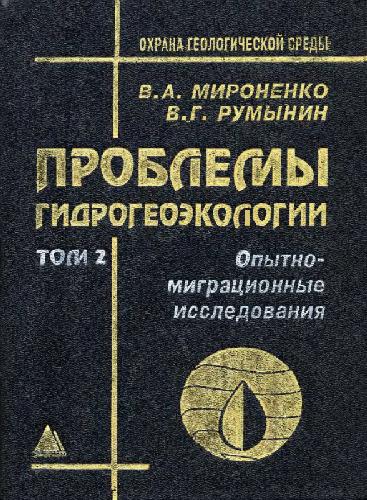 ОХРАНА ГЕОЛОГИЧЕСКОЙ СРЕДЫ
В.А. МИРОНЕНКО
В.Г. РУМЫНИН
ПРОБЛЕМЫ
ГИДРОГЕОЭКОЛОГИИ
ТОМ 2
Опытно-
миграционные
исследования